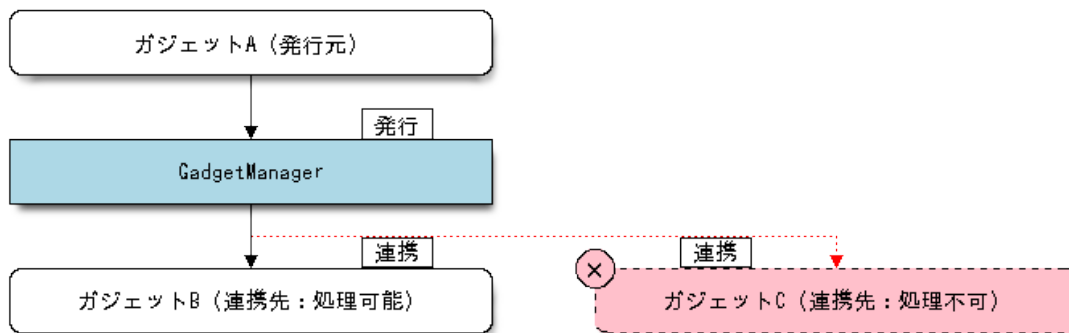 ガジェットA（発行元）
発行
GadgetManager
連携
連携
ガジェットB（連携先：処理可能）
ガジェットC（連携先：処理不可）